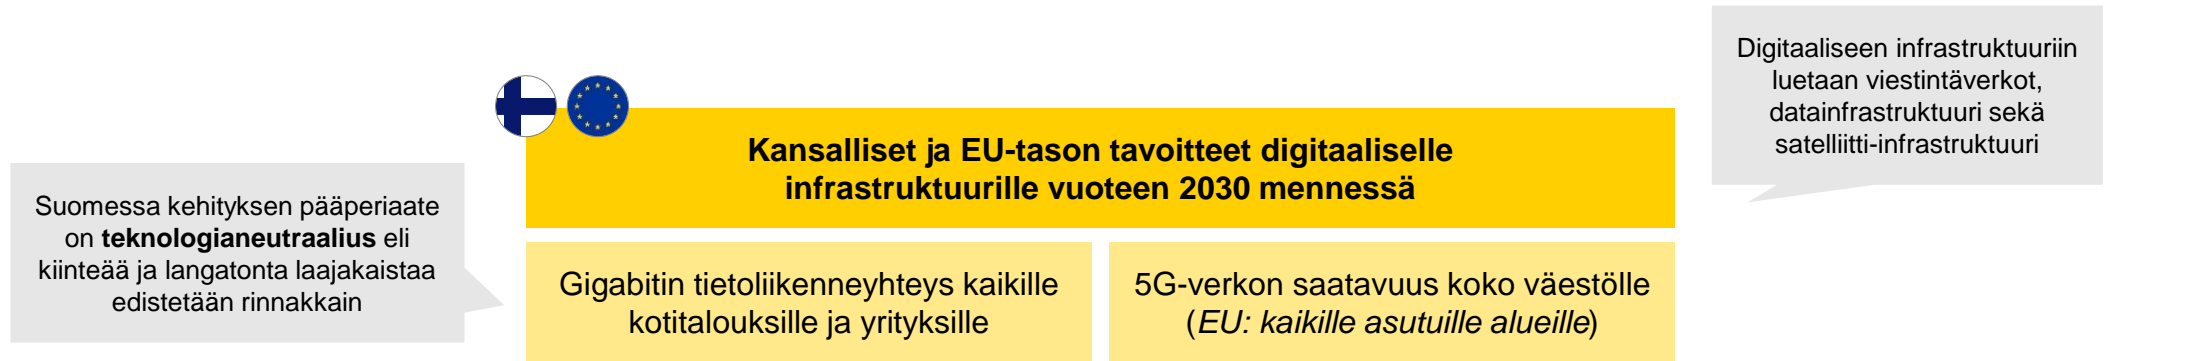 Digitaaliseen infrastruktuuriin
luetaan viestintäverkot,
datainfrastruktuuri sekä
satelliitti-infrastruktuuri
Kansalliset ja EU-tason tavoitteet digitaaliselle
infrastruktuurille vuoteen 2030 mennessä
Suomessa kehityksen pääperiaate
on teknologianeutraalius eli
kiinteää ja langatonta laajakaistaa
edistetään rinnakkain
Gigabitin tietoliikenneyhteys kaikille
kotitalouksille ja yrityksille
5G-verkon saatavuus koko väestölle
(EU: kaikille asutuille alueille)